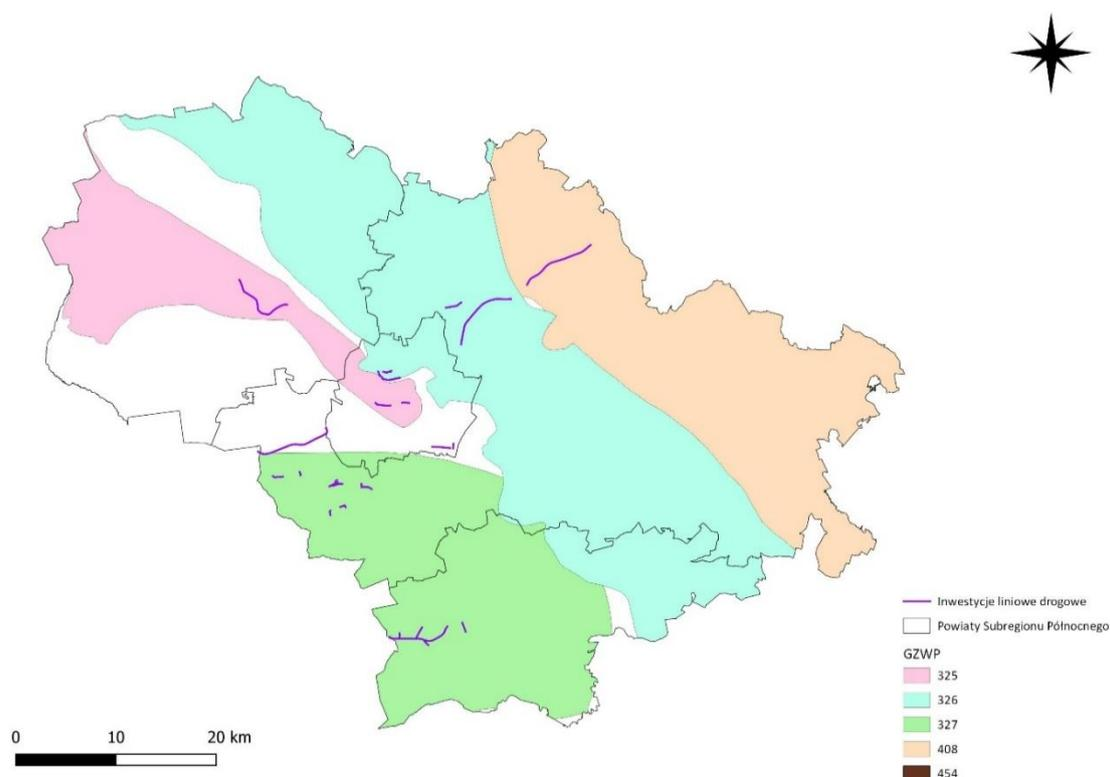 Inwestycje liniowe drogowe
Powiaty Subregionu Północnego
GZWP
325
326
327
408
454
0 10 20 km